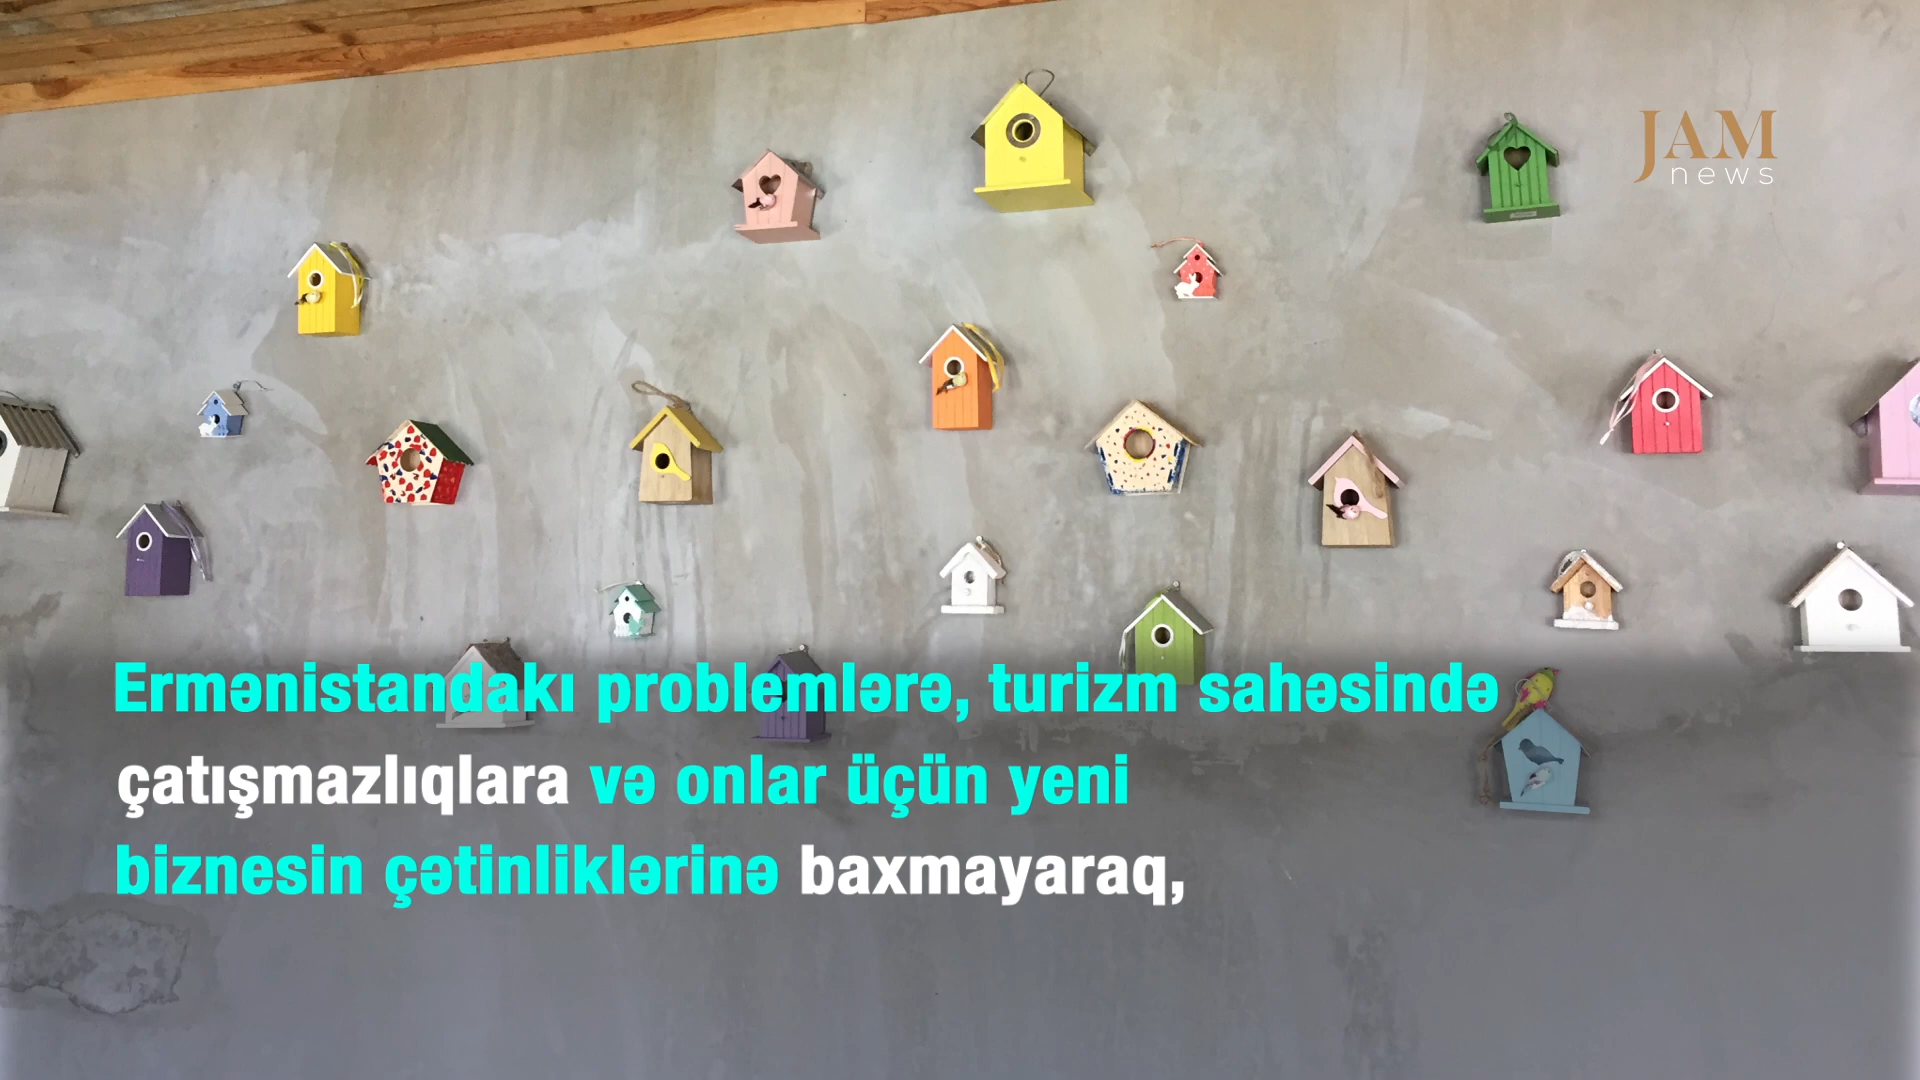 JAM
news
Ermənistandakı problemlərə, turizm sahəsində
çatışmazlıqlara və onlar üçün yeni
biznesin çətinliklərinə baxmayaraq,